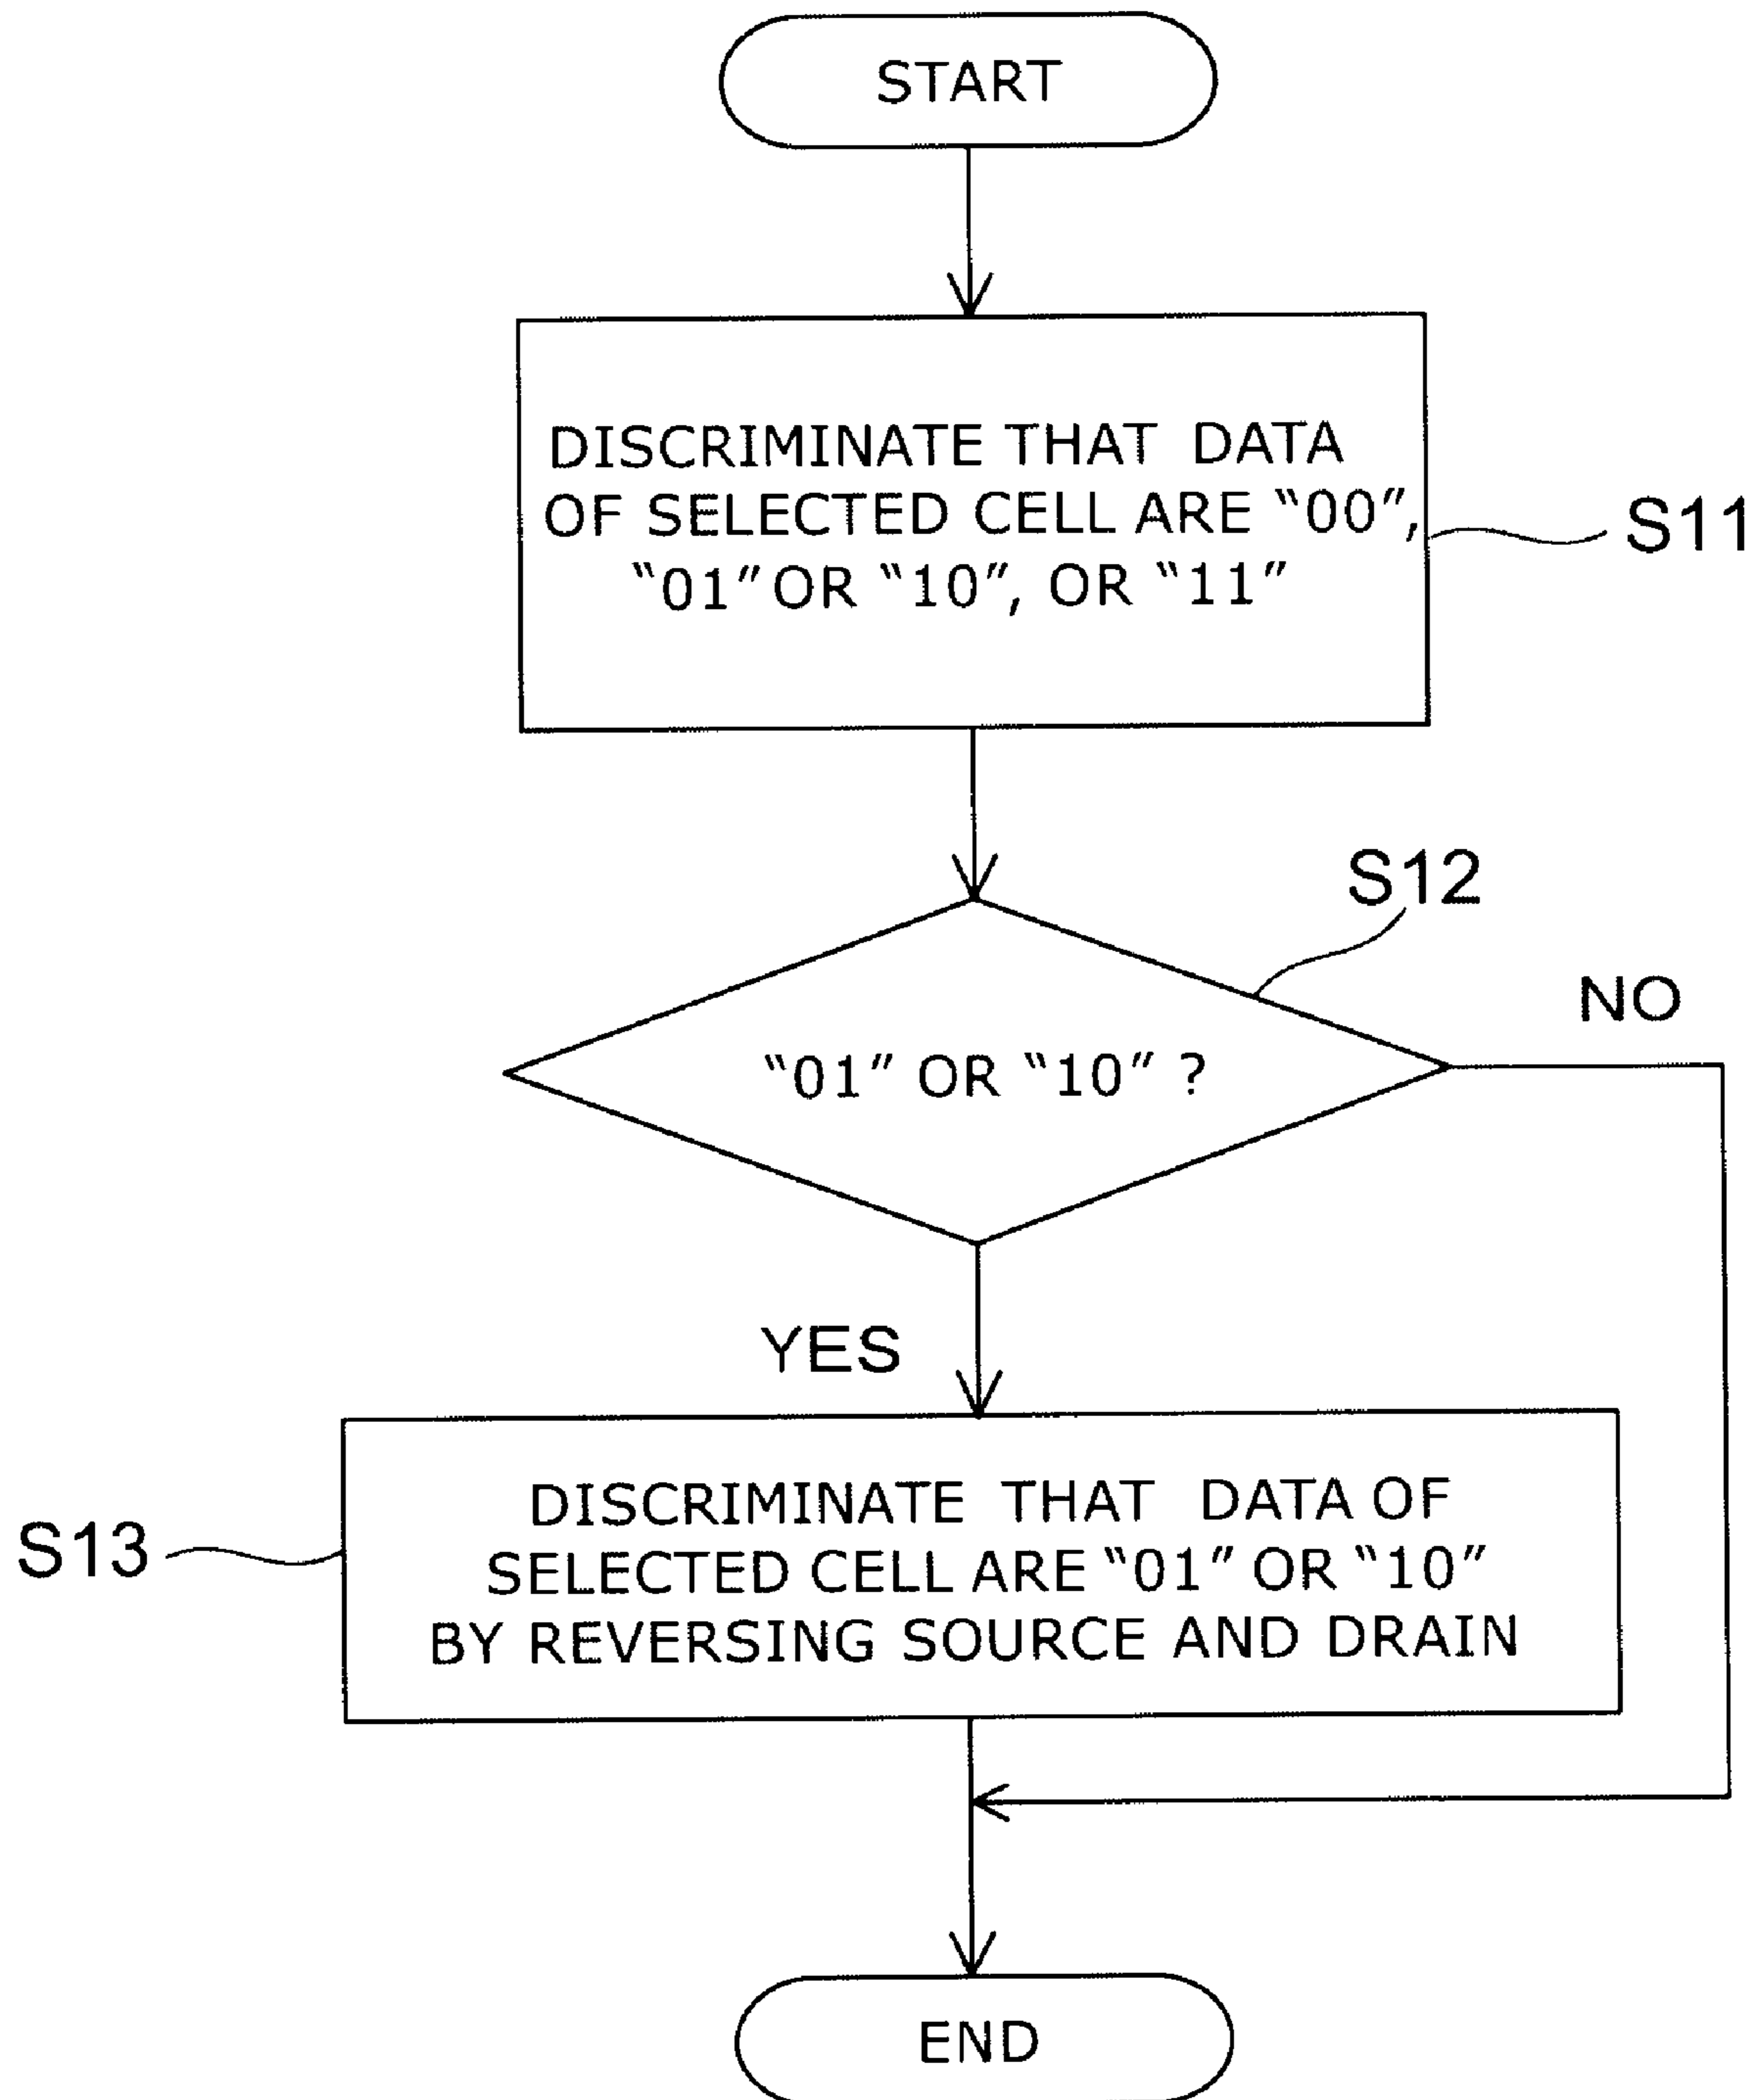 START
DISCRIMINATE THAT DATA
OF SELECTED CELL ARE “00”,
“01” OR “10”, OR “11”
S11
S12
NO
“01” OR “10” ?
YES
DISCRIMINATE THAT DATA OF
SELECTED CELL ARE “01” OR “10”
BY REVERSING SOURCE AND DRAIN
S13
END